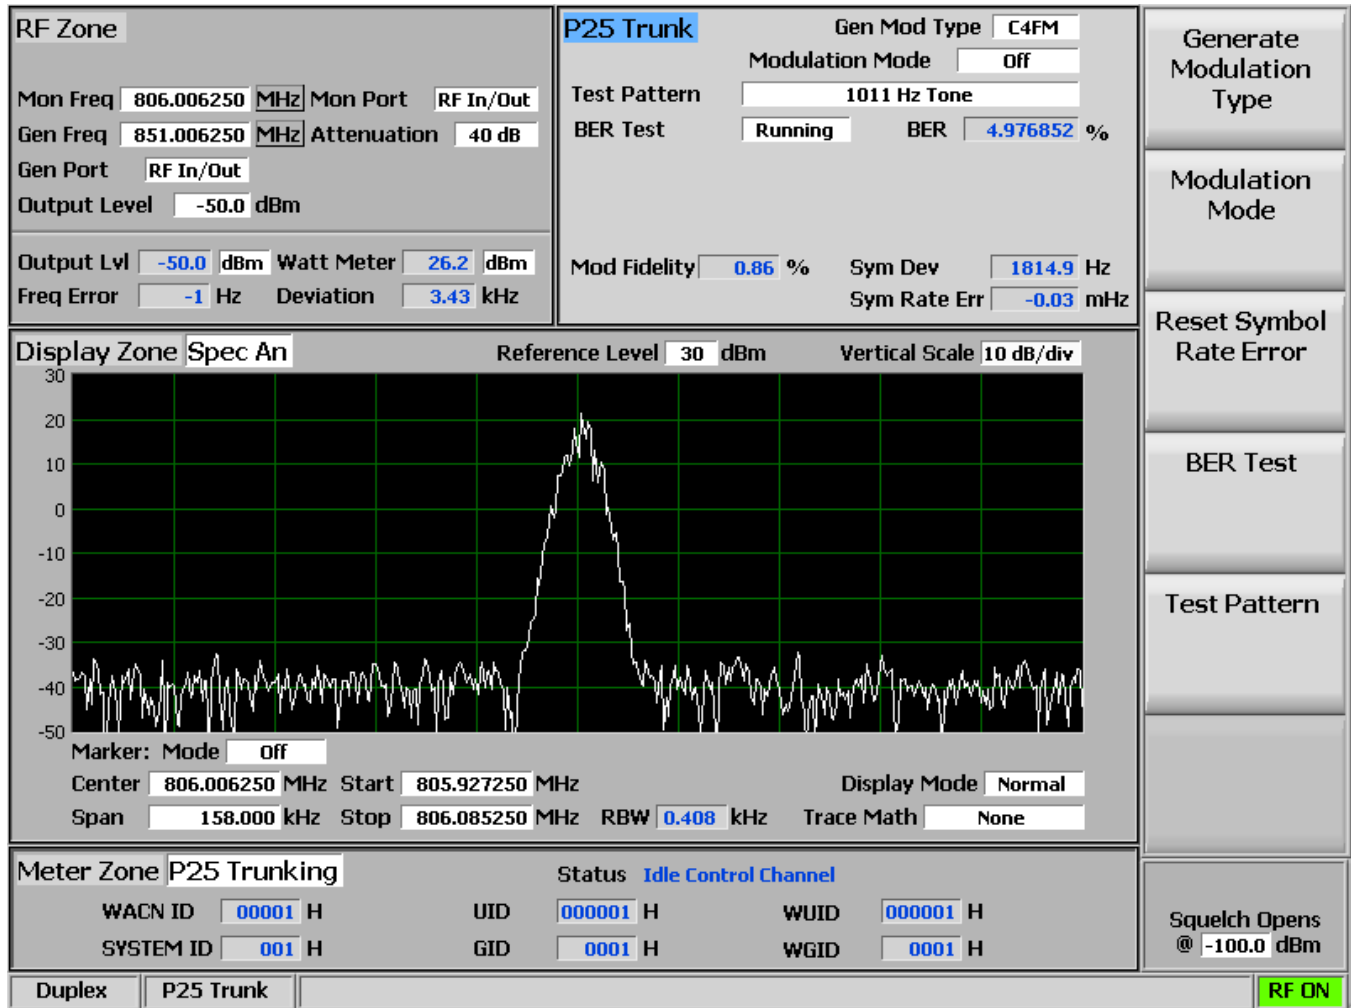 RF Zone
Mon Freq 806.006250 MHz Mon Port RF In/Out
Gen Freq 851.006250 MHz Attenuation 40 dB
Gen Port RF In/Out
Output Level -50.0 dBm
Output Lvl -50.0 dBm Watt Meter 26.2 dBm
Freq Error -1 Hz Deviation 3.43 kHz
P25 Trunk Gen Mod Type C4FM
Modulation Mode Off
Test Pattern 1011 Hz Tone
BER Test Running BER 4.976852 %
Mod Fidelity 0.86 % Sym Dev 1814.9 Hz
Sym Rate Err -0.03 mHz
Display Zone Spec An Reference Level 30 dBm Vertical Scale 10 dB/div
30
20
10
0
-10
-20
-30
-40
-50
Marker: Mode Off
Center 806.006250 MHz Start 805.927250 MHz Display Mode Normal
Span 158.000 kHz Stop 806.085250 MHz RBW 0.408 kHz Trace Math None
Meter Zone P25 Trunking Status Idle Control Channel
WACN ID 00001 H UID 000001 H WUID 000001 H
SYSTEM ID 001 H GID 0001 H WGID 0001 H
Generate
Modulation
Type
Modulation
Mode
Reset Symbol
Rate Error
BER Test
Test Pattern
Squelch Opens
@ -100.0 dBm
Duplex P25 Trunk RF ON